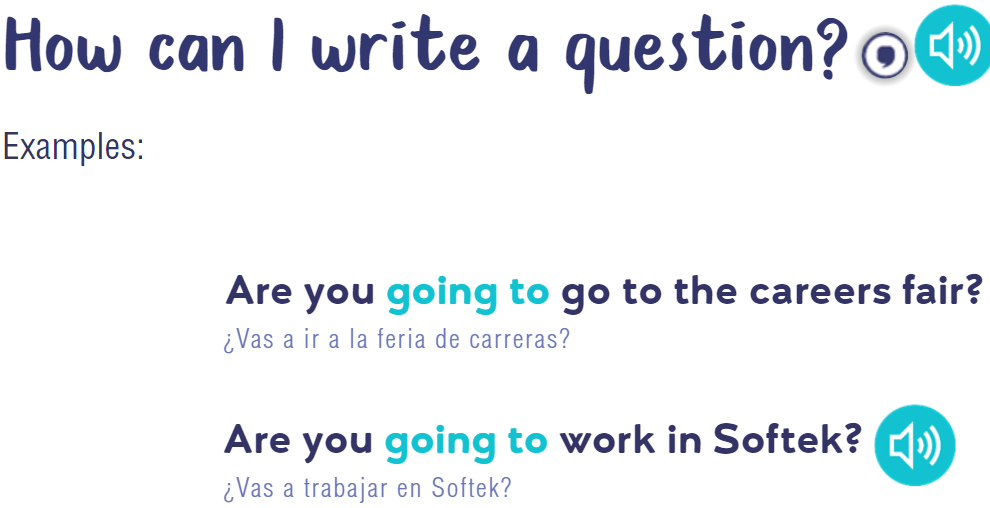 How can I write a question?
Examples:
Are you going to go to the careers fair?
¿Vas a ir a la feria de carreras?
Are you going to work in Softek?
¿Vas a trabajar en Softek?